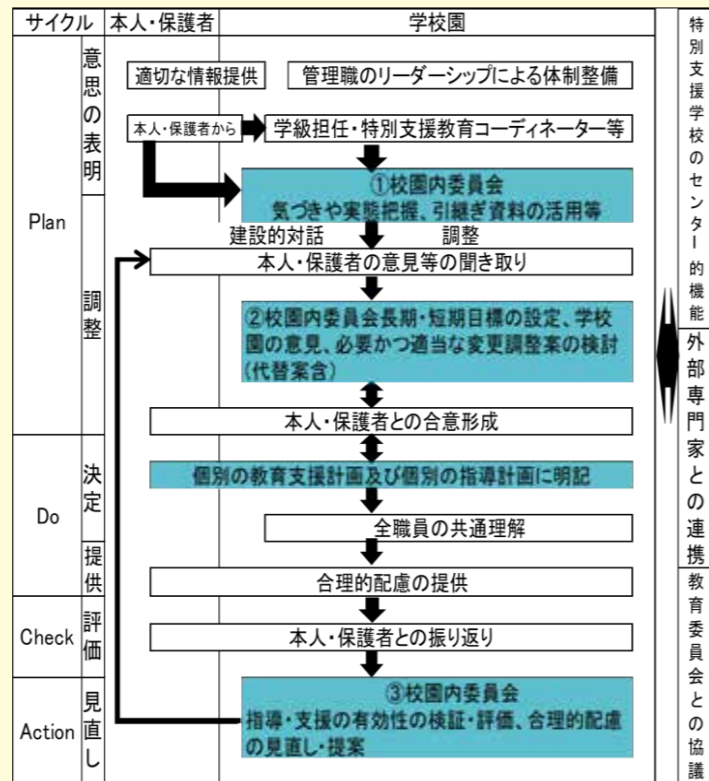 サイクル 本人・保護者 学校園
Plan
意思の表明
適切な情報提供 管理職のリーダーシップによる体制整備
本人・保護者から 学級担任・特別支援教育コーディネーター等
①校園内委員会
気づきや実態把握、引継ぎ資料の活用等
調整
建設的対話 調整
本人・保護者の意見等の聞き取り
②校園内委員会長期・短期目標の設定、学校
園の意見、必要かつ適当な変更調整案の検討
(代替案含)
本人・保護者との合意形成
Do
決定
個別の教育支援計画及び個別の指導計画に明記
全職員の共通理解
提供
合理的配慮の提供
Check
評価
本人・保護者との振り返り
Action
見直し
③校園内委員会
指導・支援の有効性の検証・評価、合理的配慮
の見直し・提案
特別支援学校のセンター的機能
外部専門家との連携
教育委員会との協議